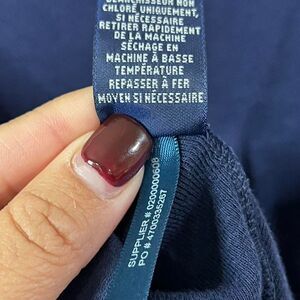 BLANCHISSEUR NON
CHLORÉ UNIQUEMENT,
SI NÉCESSAIRE
RETIRER RAPIDEMENT
DE LA MACHINE
SÉCHAGE EN
MACHINE À BASSE
TEMPÉRATURE
REPASSER À FER
MOYEN SI NÉCESSAIRE
SUPPLIER # 0200000608
PO # 4700335267